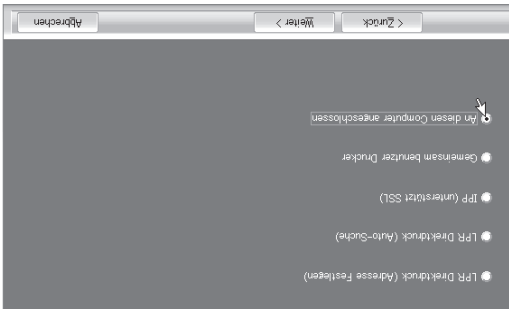 LPR Direktdruck (Adresse Festlegen)
LPR Direktdruck (Auto-Suche)
IPP (unterstützt SSL)
Gemeinsam benutzer Drucker
An diesen Computer angeschlossen
< Zurück
Weiter >
Abbrechen